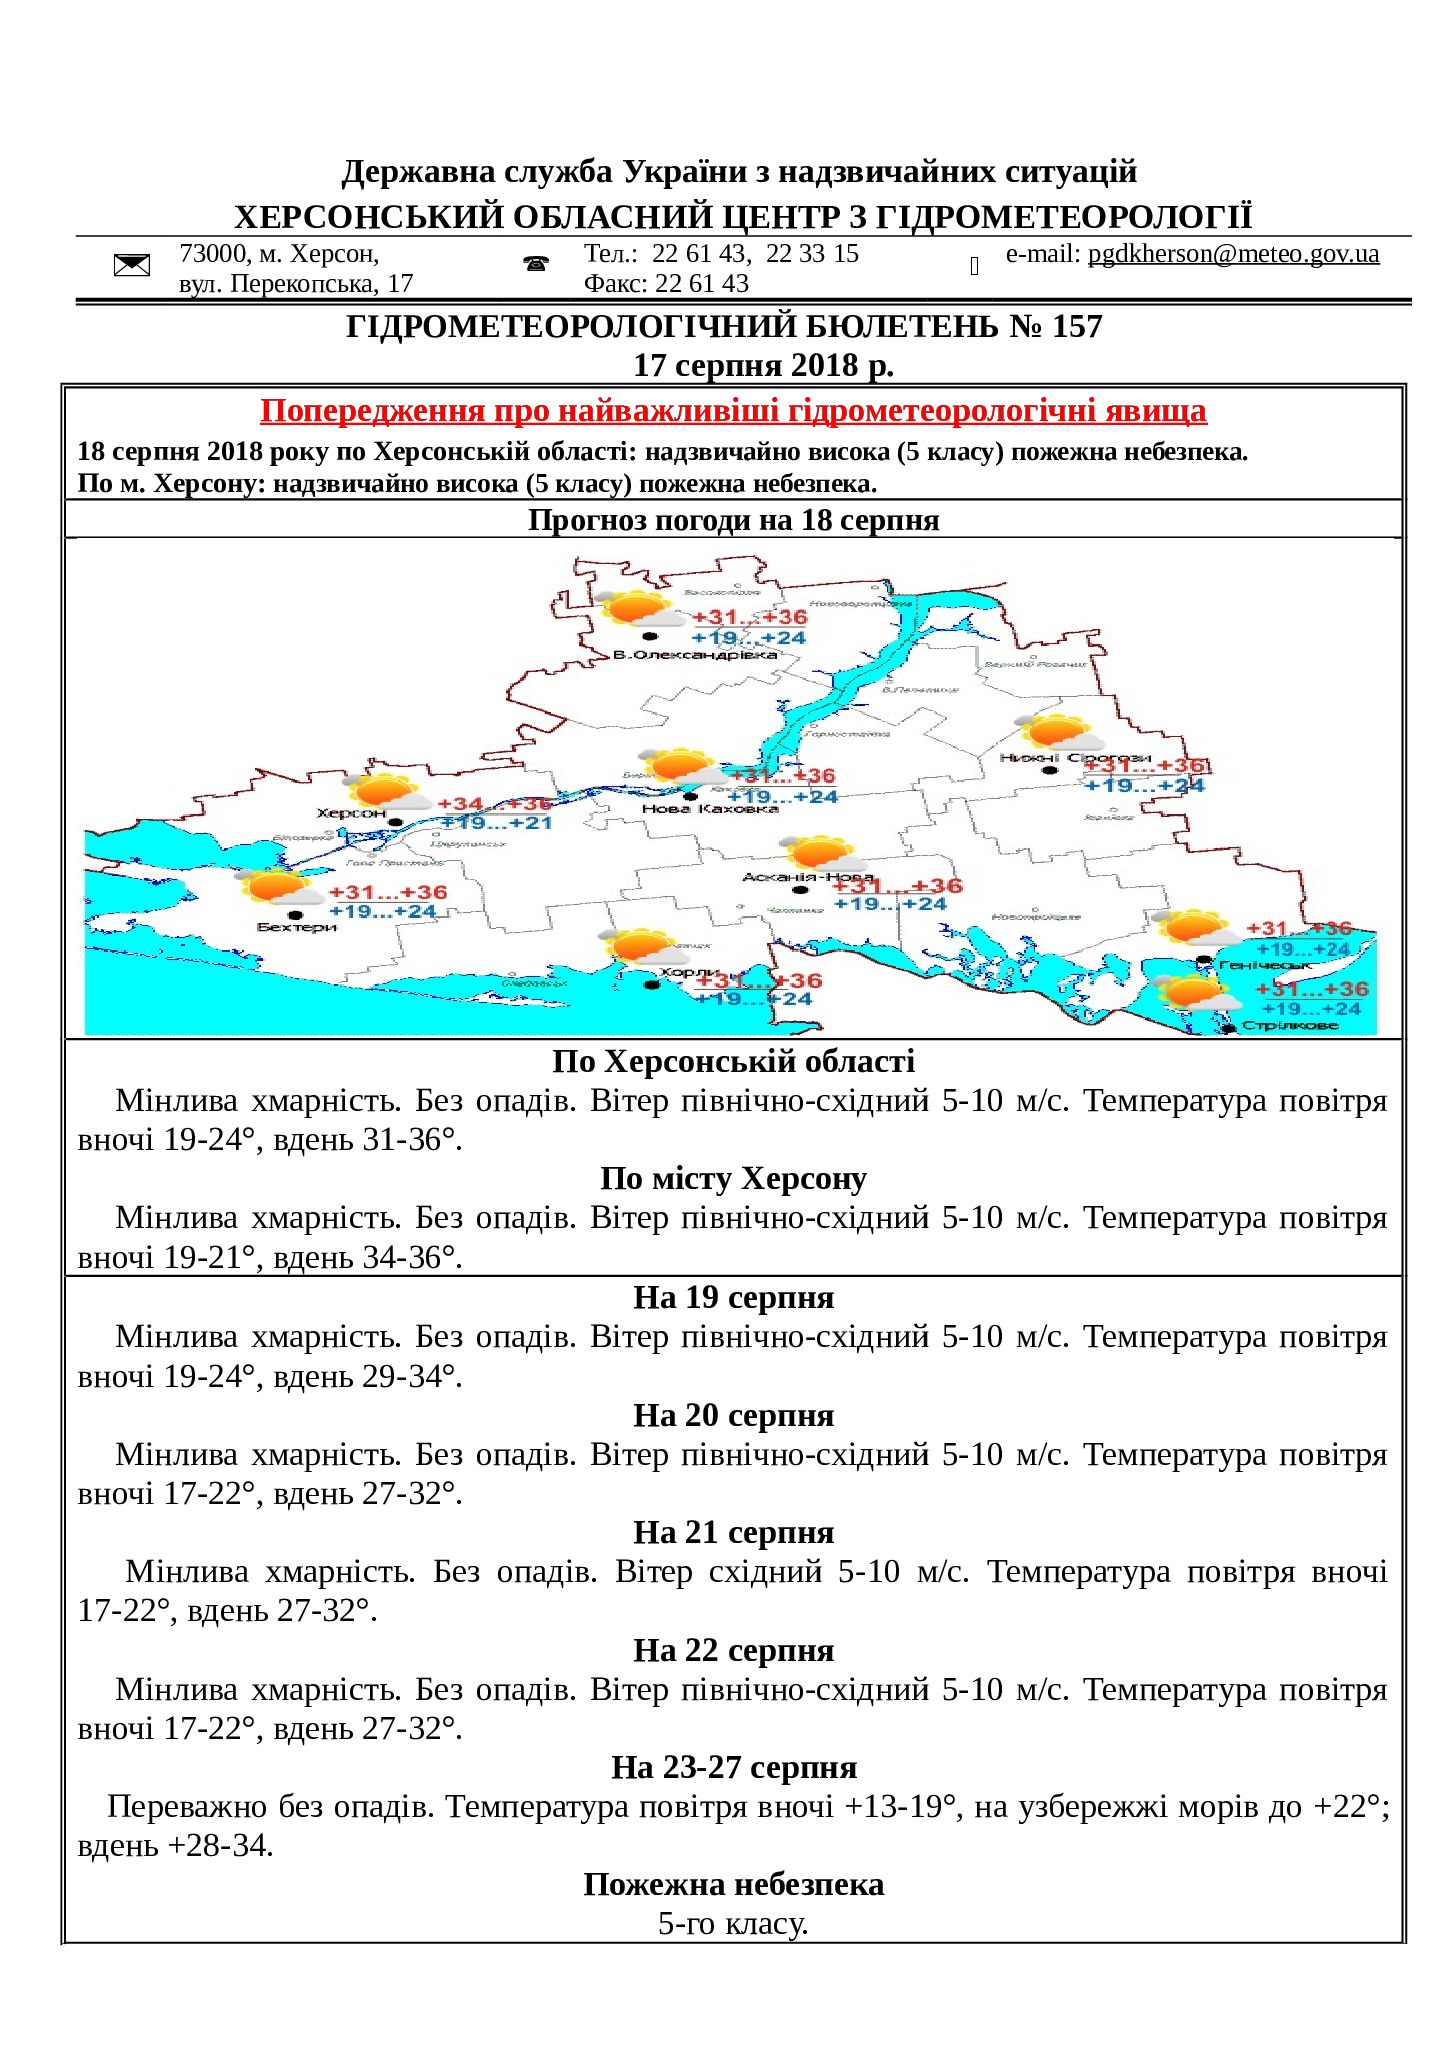 Державна служба України з надзвичайних ситуацій
ХЕРСОНСЬКИЙ ОБЛАСНИЙ ЦЕНТР З ГІДРОМЕТЕОРОЛОГІЇ
73000, м. Херсон,
вул. Перекопська, 17
Тел.: 22 61 43, 22 33 15
Факс: 22 61 43
e-mail: pgdkherson@meteo.gov.ua
ГІДРОМЕТЕОРОЛОГІЧНИЙ БЮЛЕТЕНЬ № 157
17 серпня 2018 р.
Попередження про найважливіші гідрометеорологічні явища
18 серпня 2018 року по Херсонській області: надзвичайно висока (5 класу) пожежна небезпека.
По м. Херсону: надзвичайно висока (5 класу) пожежна небезпека.
Прогноз погоди на 18 серпня
+31...+36
+19...+24
В.Олександрівка
Нижні Сірогози
+31...+36
+19...+24
+31...+36
+19...+24
Нова Каховка
Херсон
+34...+36
+19...+21
Асканія-Нова
+31...+36
+19...+24
+31...+36
+19...+24
Бехтери
+31...+36
+19...+24
Генічеськ
Хорли
+31...+36
+19...+24
+31...+36
+19...+24
Стрілкове
По Херсонській області
Мінлива хмарність. Без опадів. Вітер північно-східний 5-10 м/с. Температура повітря
вночі 19-24°, вдень 31-36°.
По місту Херсону
Мінлива хмарність. Без опадів. Вітер північно-східний 5-10 м/с. Температура повітря
вночі 19-21°, вдень 34-36°.
На 19 серпня
Мінлива хмарність. Без опадів. Вітер північно-східний 5-10 м/с. Температура повітря
вночі 19-24°, вдень 29-34°.
На 20 серпня
Мінлива хмарність. Без опадів. Вітер північно-східний 5-10 м/с. Температура повітря
вночі 17-22°, вдень 27-32°.
На 21 серпня
Мінлива хмарність. Без опадів. Вітер східний 5-10 м/с. Температура повітря вночі
17-22°, вдень 27-32°.
На 22 серпня
Мінлива хмарність. Без опадів. Вітер північно-східний 5-10 м/с. Температура повітря
вночі 17-22°, вдень 27-32°.
На 23-27 серпня
Переважно без опадів. Температура повітря вночі +13-19°, на узбережжі морів до +22°;
вдень +28-34.
Пожежна небезпека
5-го класу.